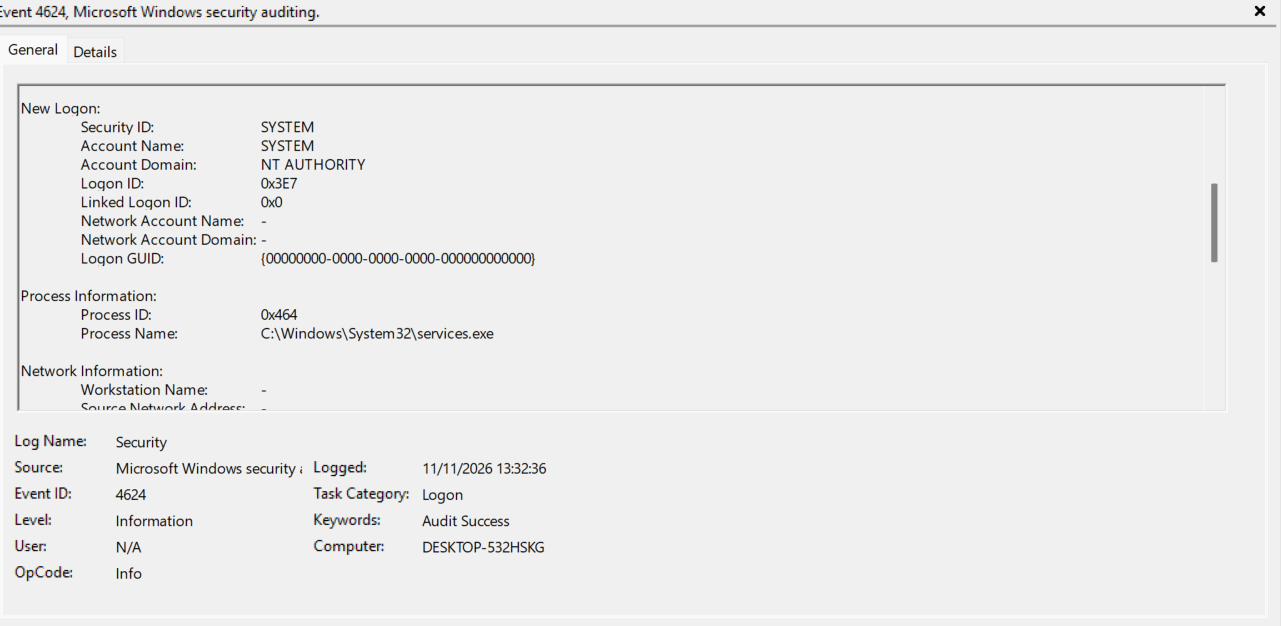 Event 4624, Microsoft Windows security auditing.
General Details
New Logon:
Security ID: SYSTEM
Account Name: SYSTEM
Account Domain: NT AUTHORITY
Logon ID: 0x3E7
Linked Logon ID: 0x0
Network Account Name: -
Network Account Domain: -
Logon GUID: {00000000-0000-0000-0000-000000000000}
Process Information:
Process ID: 0x464
Process Name: C:\Windows\System32\services.exe
Network Information:
Workstation Name: -
Source Network Address: -
Log Name: Security
Source: Microsoft Windows security Logged: 11/11/2026 13:32:36
Event ID: 4624 Task Category: Logon
Level: Information Keywords: Audit Success
User: N/A Computer: DESKTOP-532HSKG
OpCode: Info